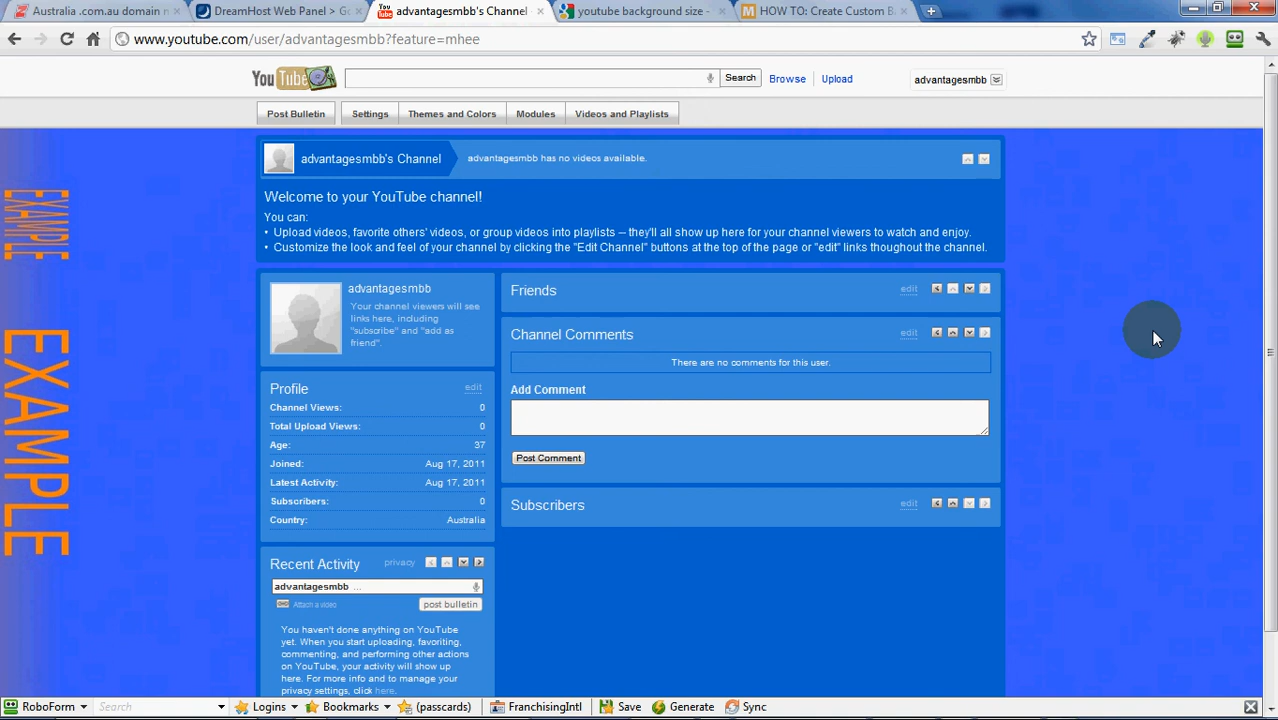 Australia .com.au domain n
DreamHost Web Panel > Go
advantagesmbb's Channel
youtube background size -
HOW TO: Create Custom B
www.youtube.com/user/advantagesmbb?feature=mhee
YouTube
Search
Browse
Upload
advantagesmbb
Post Bulletin
Settings
Themes and Colors
Modules
Videos and Playlists
advantagesmbb's Channel
advantagesmbb has no videos available.
Welcome to your YouTube channel!
You can:
• Upload videos, favorite others' videos, or group videos into playlists -- they'll all show up here for your channel viewers to watch and enjoy.
• Customize the look and feel of your channel by clicking the "Edit Channel" buttons at the top of the page or "edit" links thoughout the channel.
EXAMPLE
EXAMPLE
advantagesmbb
Your channel viewers will see
links here, including
"subscribe" and "add as
friend".
Profile
edit
Channel Views: 0
Total Upload Views: 0
Age: 37
Joined: Aug 17, 2011
Latest Activity: Aug 17, 2011
Subscribers: 0
Country: Australia
Recent Activity
privacy
advantagesmbb ...
Attach a video
post bulletin
You haven't done anything on YouTube
yet. When you start uploading, favoriting,
commenting, and performing other actions
on YouTube, your activity will show up
here. For more info and to manage your
privacy settings, click here.
Friends
edit
Channel Comments
edit
There are no comments for this user.
Add Comment
Post Comment
Subscribers
edit
RoboForm
Search
Logins
Bookmarks
(passcards)
FranchisingIntl
Save
Generate
Sync